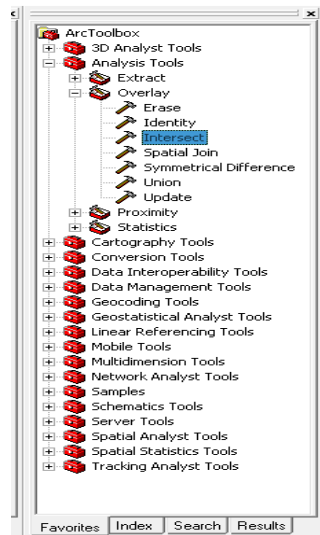 ArcToolbox
3D Analyst Tools
Analysis Tools
Extract
Overlay
Erase
Identity
Intersect
Spatial Join
Symmetrical Difference
Union
Update
Proximity
Statistics
Cartography Tools
Conversion Tools
Data Interoperability Tools
Data Management Tools
Geocoding Tools
Geostatistical Analyst Tools
Linear Referencing Tools
Mobile Tools
Multidimension Tools
Network Analyst Tools
Samples
Schematics Tools
Server Tools
Spatial Analyst Tools
Spatial Statistics Tools
Tracking Analyst Tools
Favorites Index Search Results